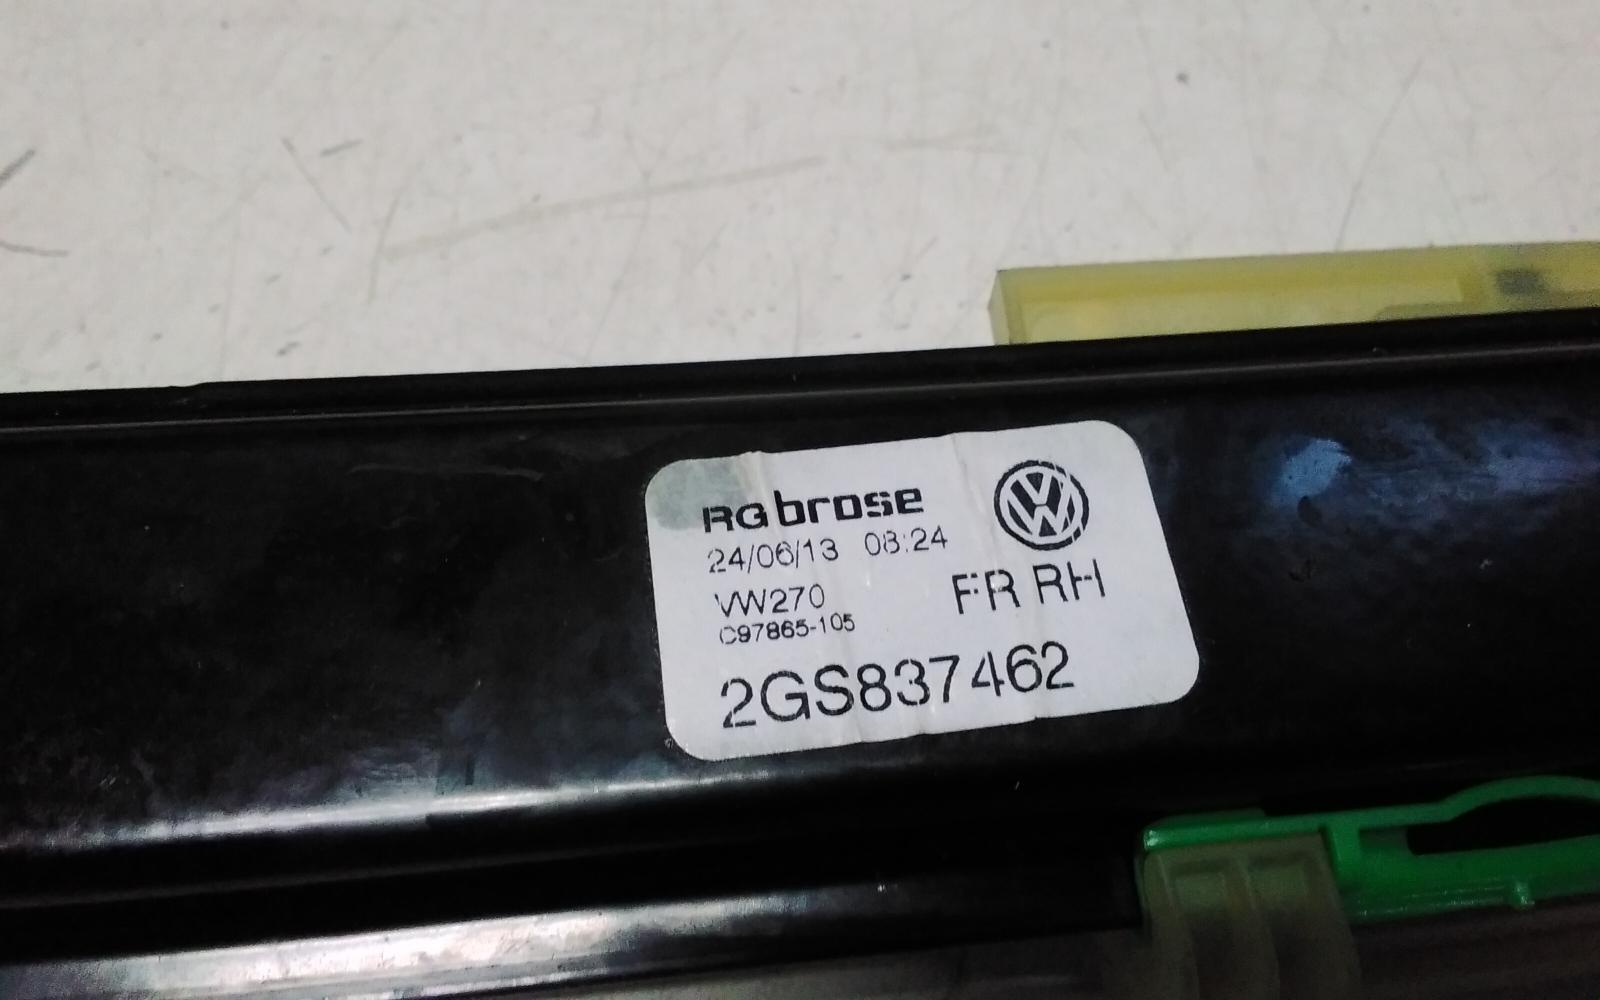 RG brose
24/06/13 08:24
VW270 FR RH
C97865-105
2GS837462